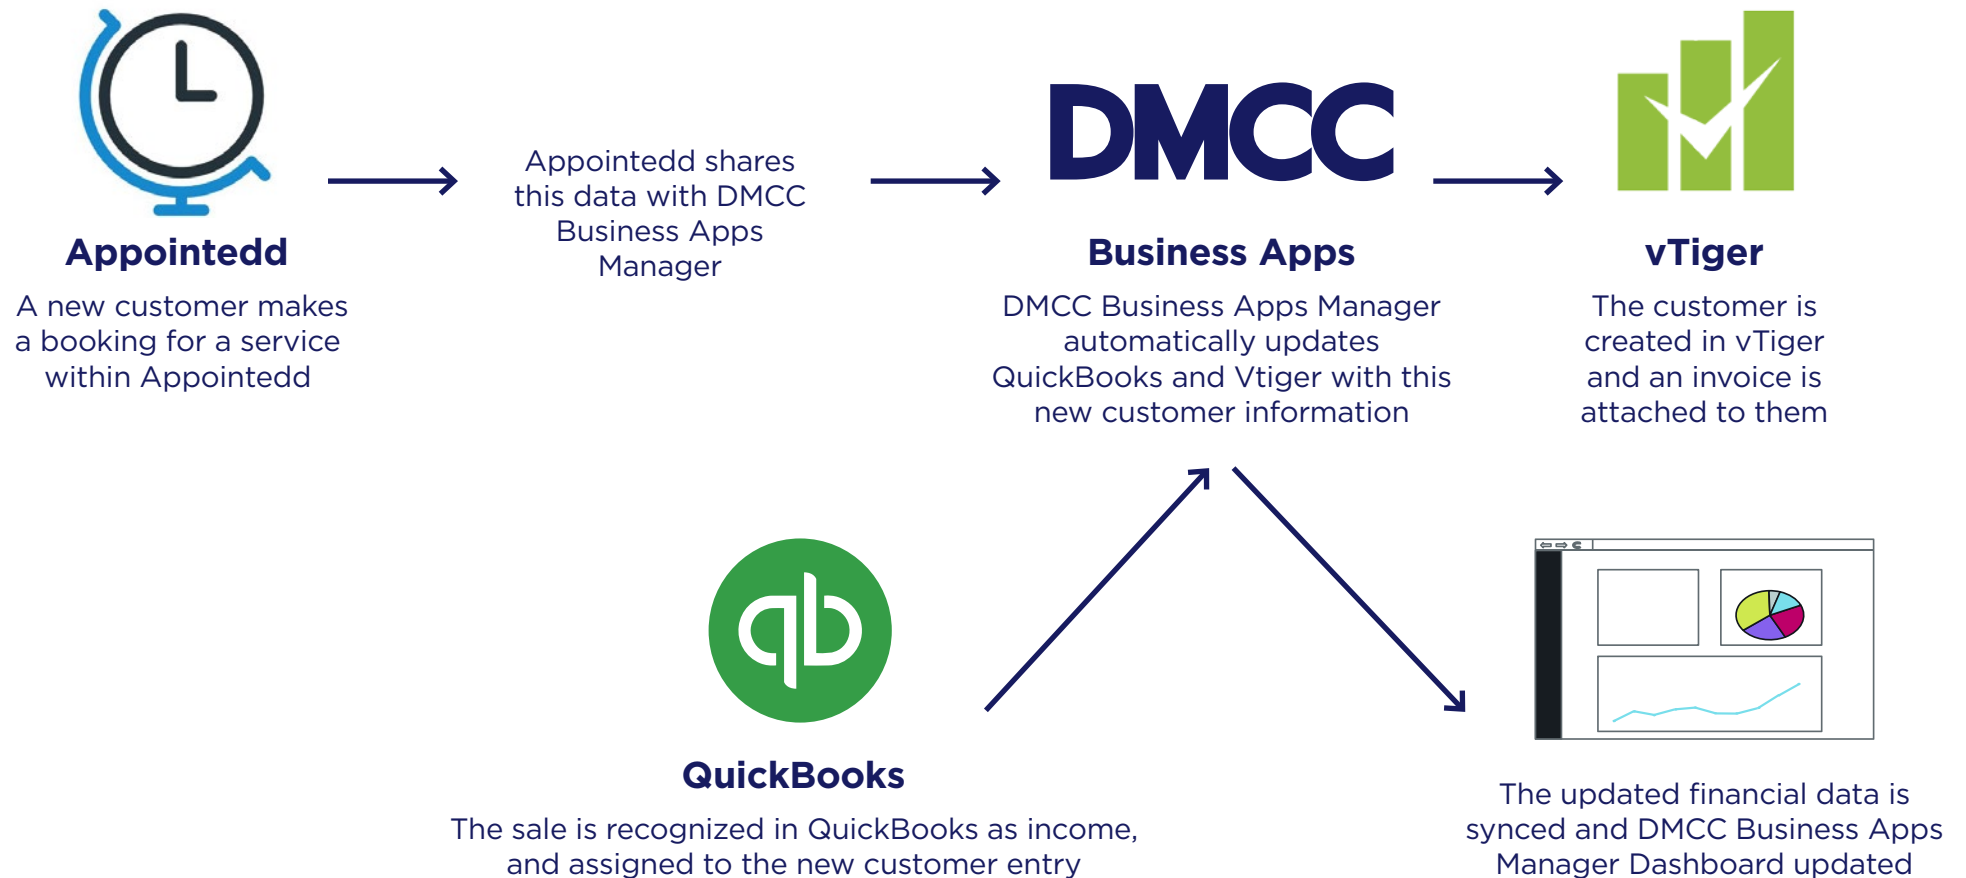 Appointedd
A new customer makes
a booking for a service
within Appointedd
Appointedd shares
this data with DMCC
Business Apps
Manager
DMCC
Business Apps
DMCC Business Apps Manager
automatically updates
QuickBooks and Vtiger with this
new customer information
vTiger
The customer is
created in vTiger
and an invoice is
attached to them
qb
QuickBooks
The sale is recognized in QuickBooks as income,
and assigned to the new customer entry
The updated financial data is
synced and DMCC Business Apps
Manager Dashboard updated